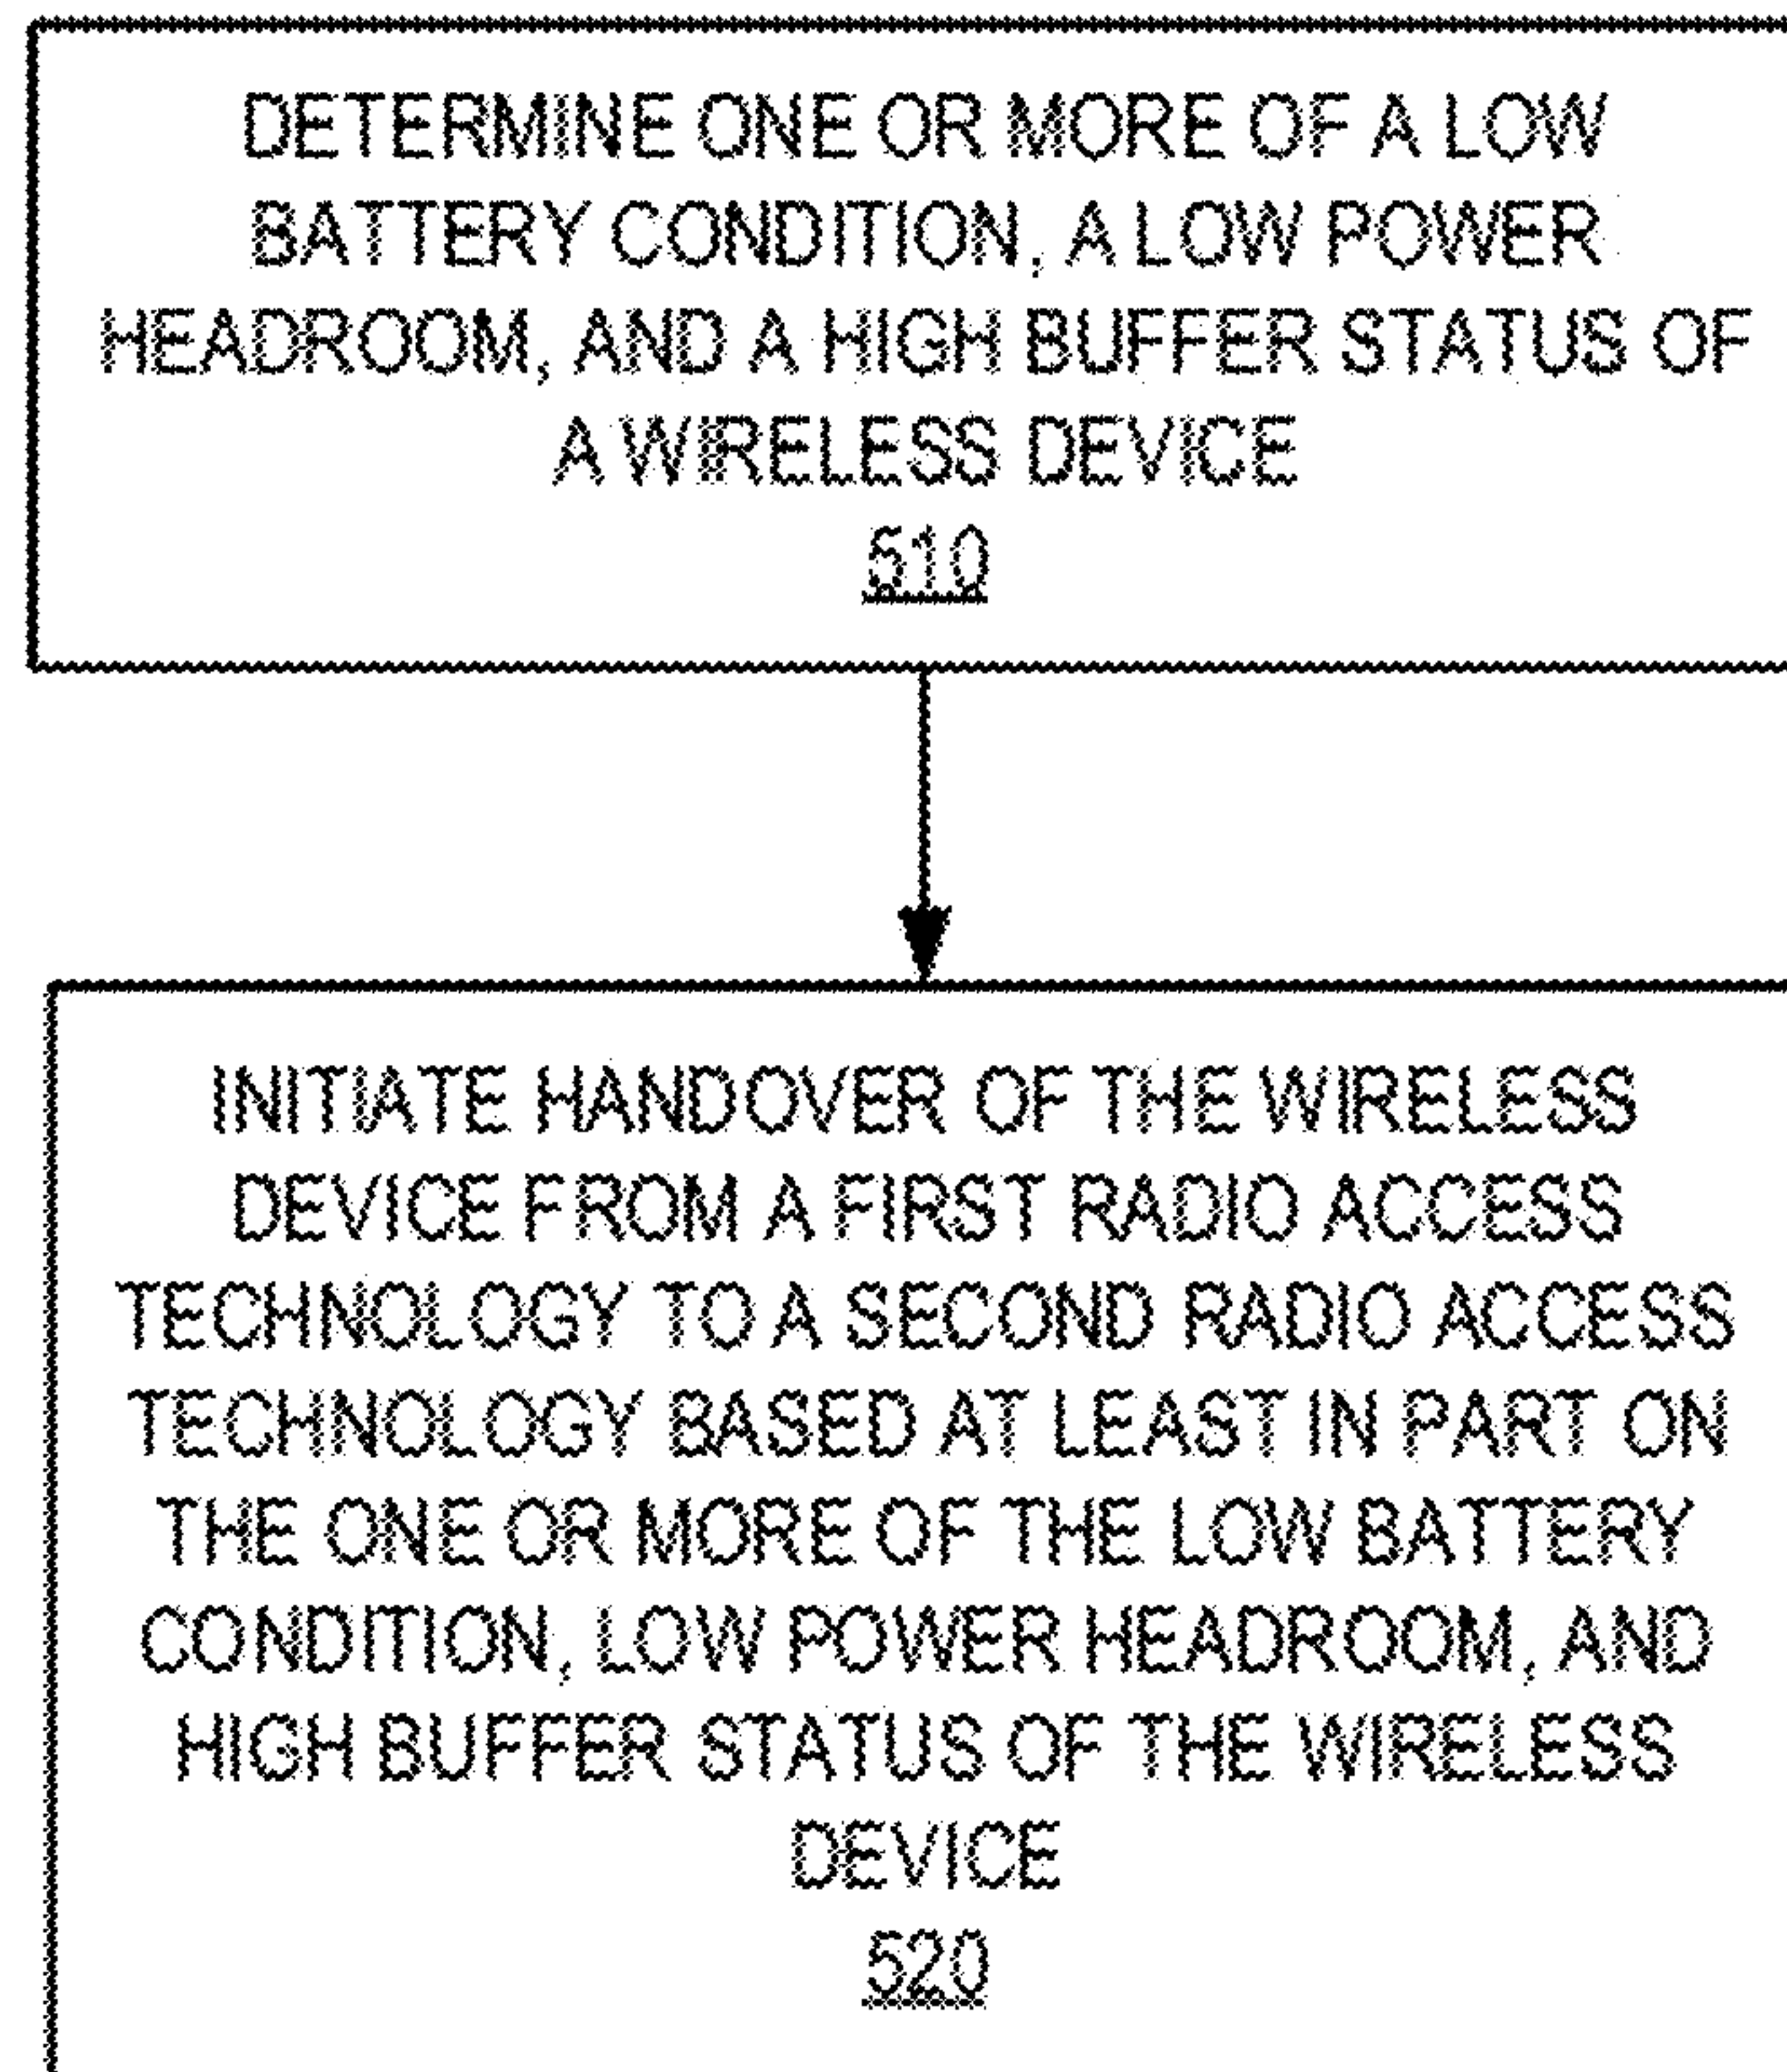 DETERMINE ONE OR MORE OF A LOW
BATTERY CONDITION, A LOW POWER
HEADROOM, AND A HIGH BUFFER STATUS OF
A WIRELESS DEVICE
510
INITIATE HANDOVER OF THE WIRELESS
DEVICE FROM A FIRST RADIO ACCESS
TECHNOLOGY TO A SECOND RADIO ACCESS
TECHNOLOGY BASED AT LEAST IN PART ON
THE ONE OR MORE OF THE LOW BATTERY
CONDITION, LOW POWER HEADROOM, AND
HIGH BUFFER STATUS OF THE WIRELESS
DEVICE
520